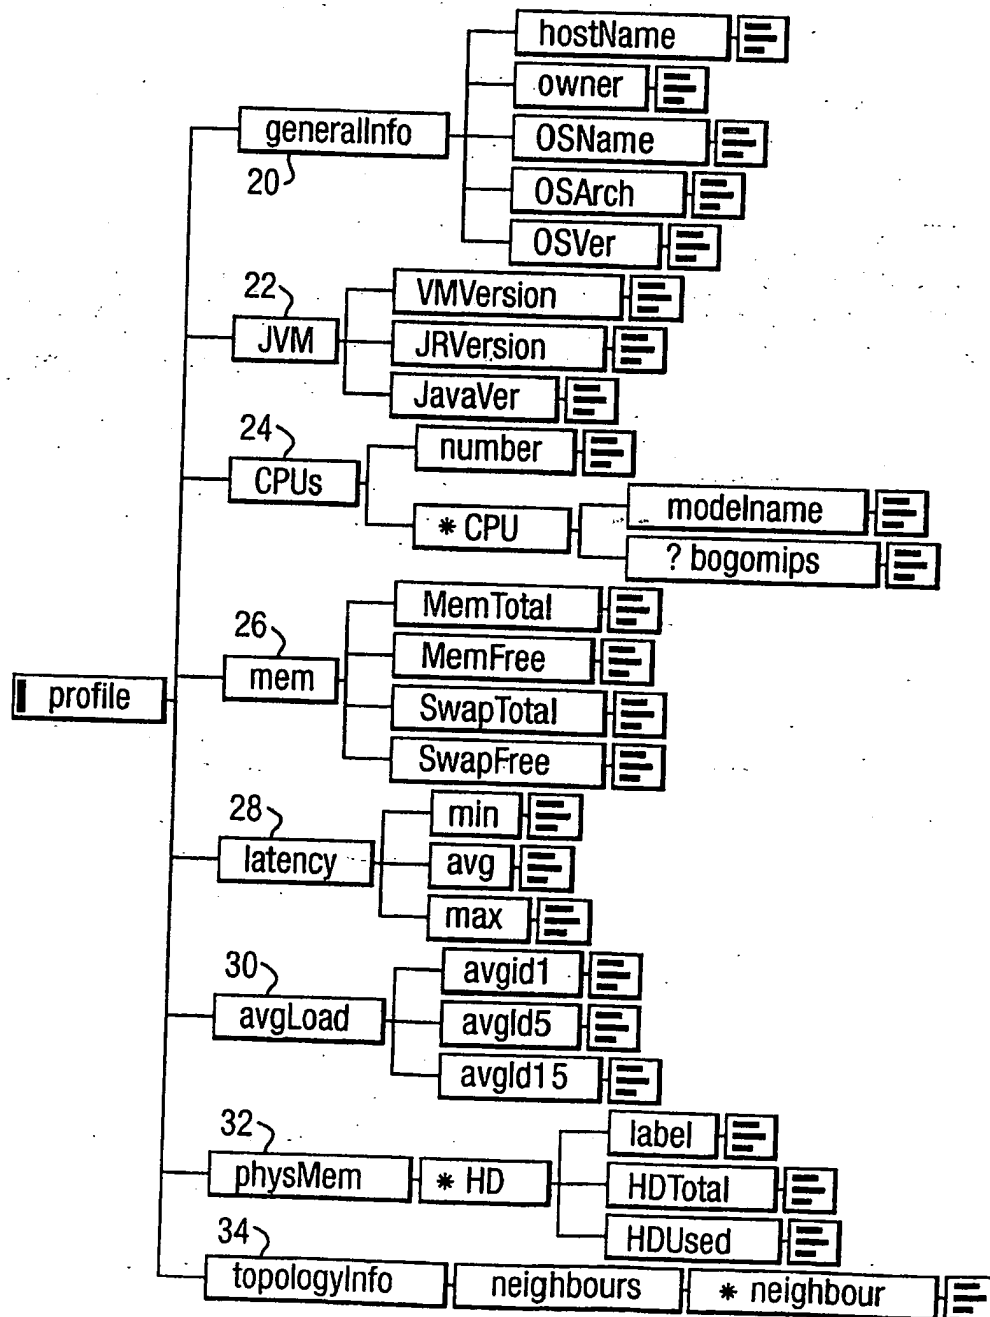 hostName
owner
generalInfo
OSName
20
OSArch
OSVer
22
VMVersion
JVM
JRVersion
JavaVer
24
number
CPUs
modelname
* CPU
? bogomips
MemTotal
26
MemFree
mem
profile
SwapTotal
SwapFree
28
min
latency
avg
max
30
avgid1
avgLoad
avgld5
avgld15
32
label
physMem
* HD
HDTotal
34
HDUsed
topologyInfo
neighbours
* neighbour